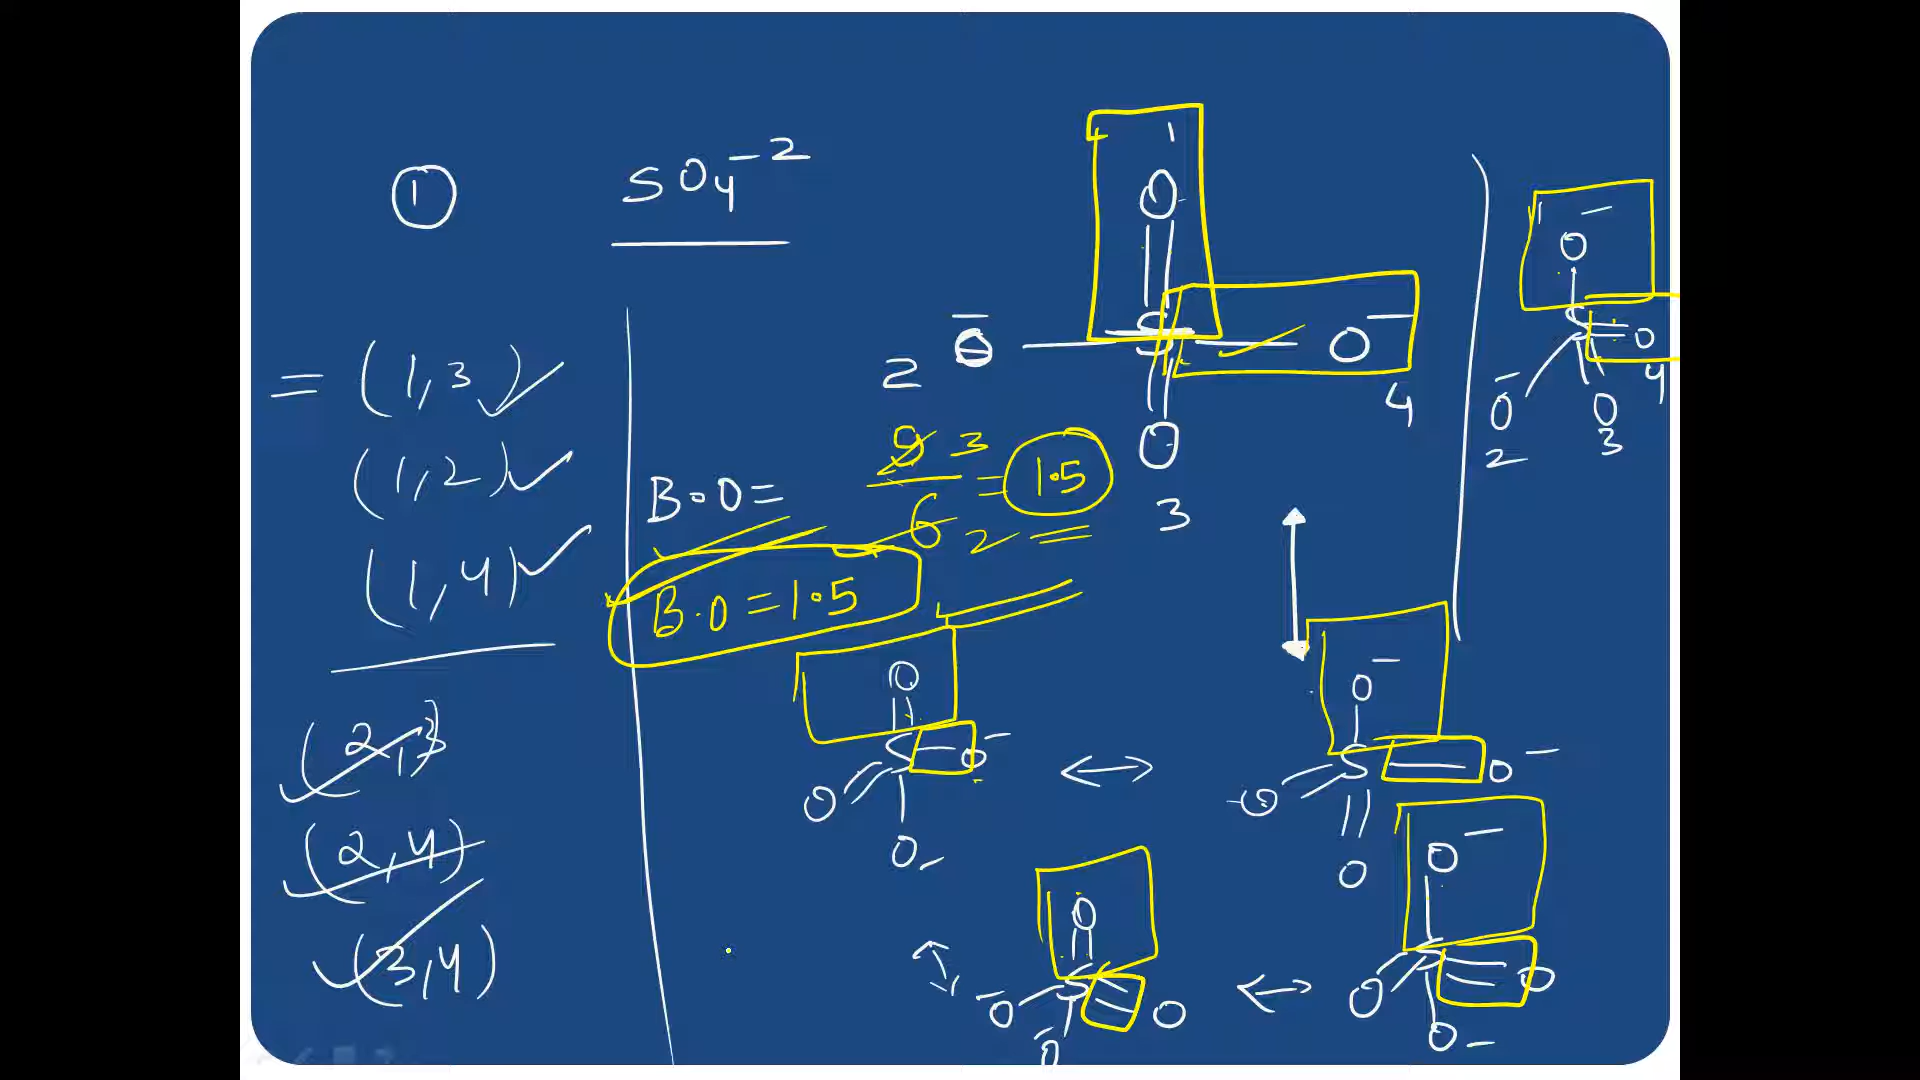 ① SO₄⁻²
= (1,3) ✓
(1,2) ✓
(1,4) ✓
(2,3) ✓
(2,4) ✓
(3,4) ✓
B.O = 9 3 / 6 2 = 1.5
B.O = 1.5
1
O
2 O⁻ S O⁻ 4
O
3
1 O⁻
S O 4
O⁻ O
2 3
O
S O⁻
O
O-
↔
O⁻
S O⁻
O
O
↔
O
S O
O⁻
O⁻
↔
O⁻
S O
O
O-